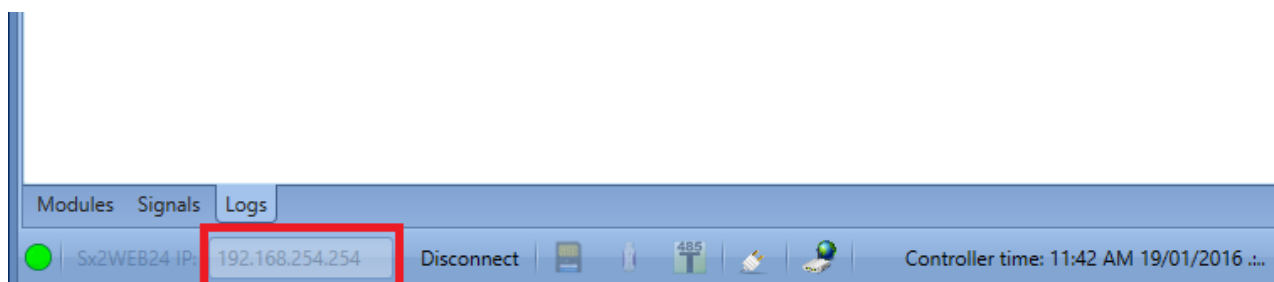 Modules Signals Logs
Sx2WEB24 IP: 192.168.254.254 Disconnect 485 T Controller time: 11:42 AM 19/01/2016 .:..